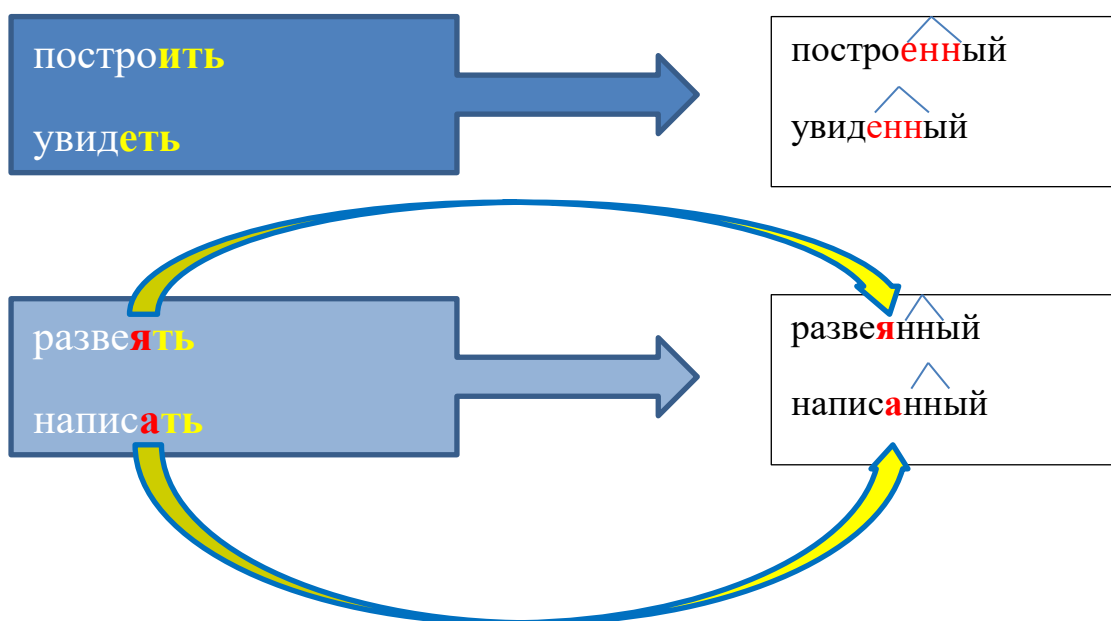 построить
увидеть
построенный
увиденный
развеять
написать
развеянный
написанный